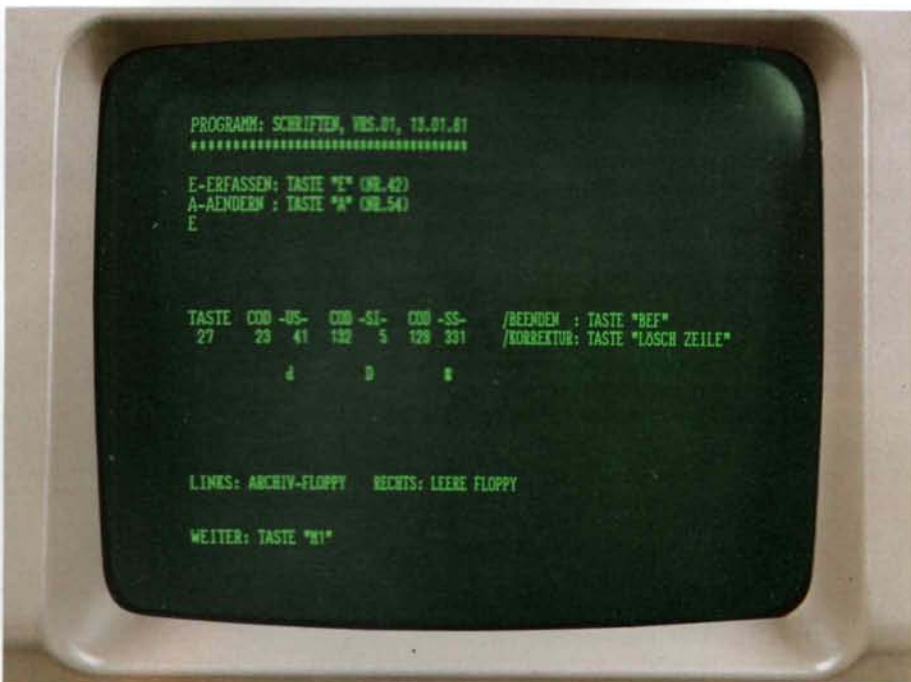 PROGRAMM: SCHRIFTEN, VRS.01, 13.01.81
**********************************
E-ERFASSEN: TASTE "E" (NR.42)
A-AENDERN : TASTE "A" (NR.54)
E
TASTE COD -US- COD -SI- COD -SS- /BEENDEN : TASTE "BEF"
27 23 41 132 5 128 331 /KORREKTUR: TASTE "LÖSCH ZEILE"
d D
LINKS: ARCHIV-FLOPPY RECHTS: LEERE FLOPPY
WEITER: TASTE "M1"